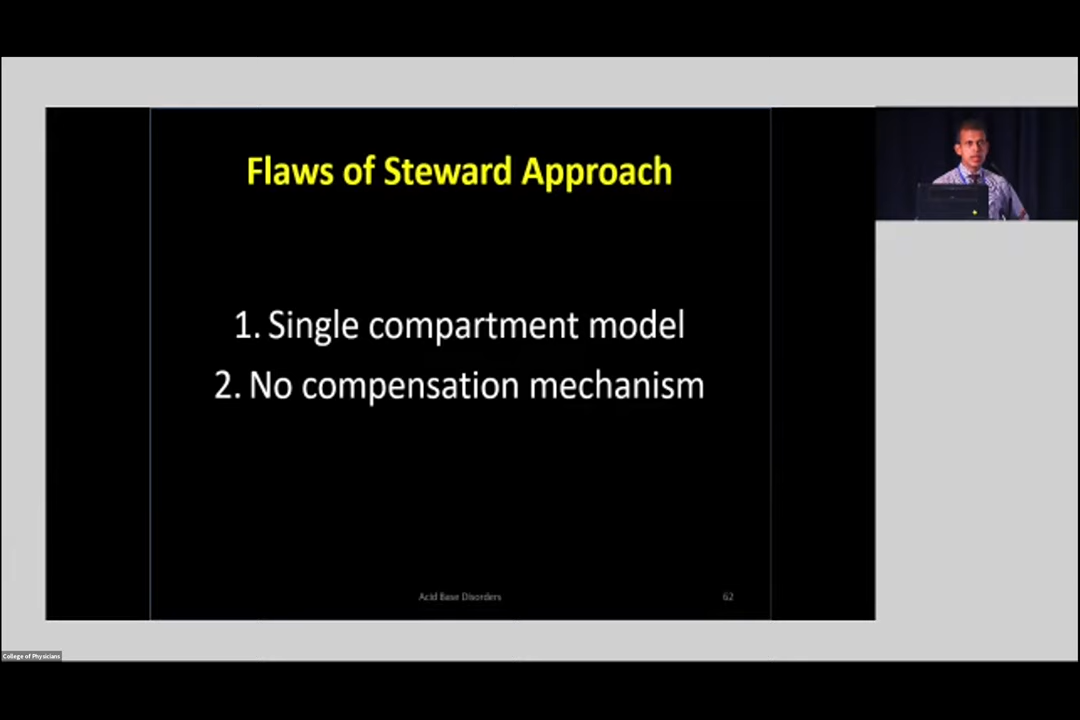 Flaws of Steward Approach
1. Single compartment model
2. No compensation mechanism
Acid Base Disorders
62
College of Physicians